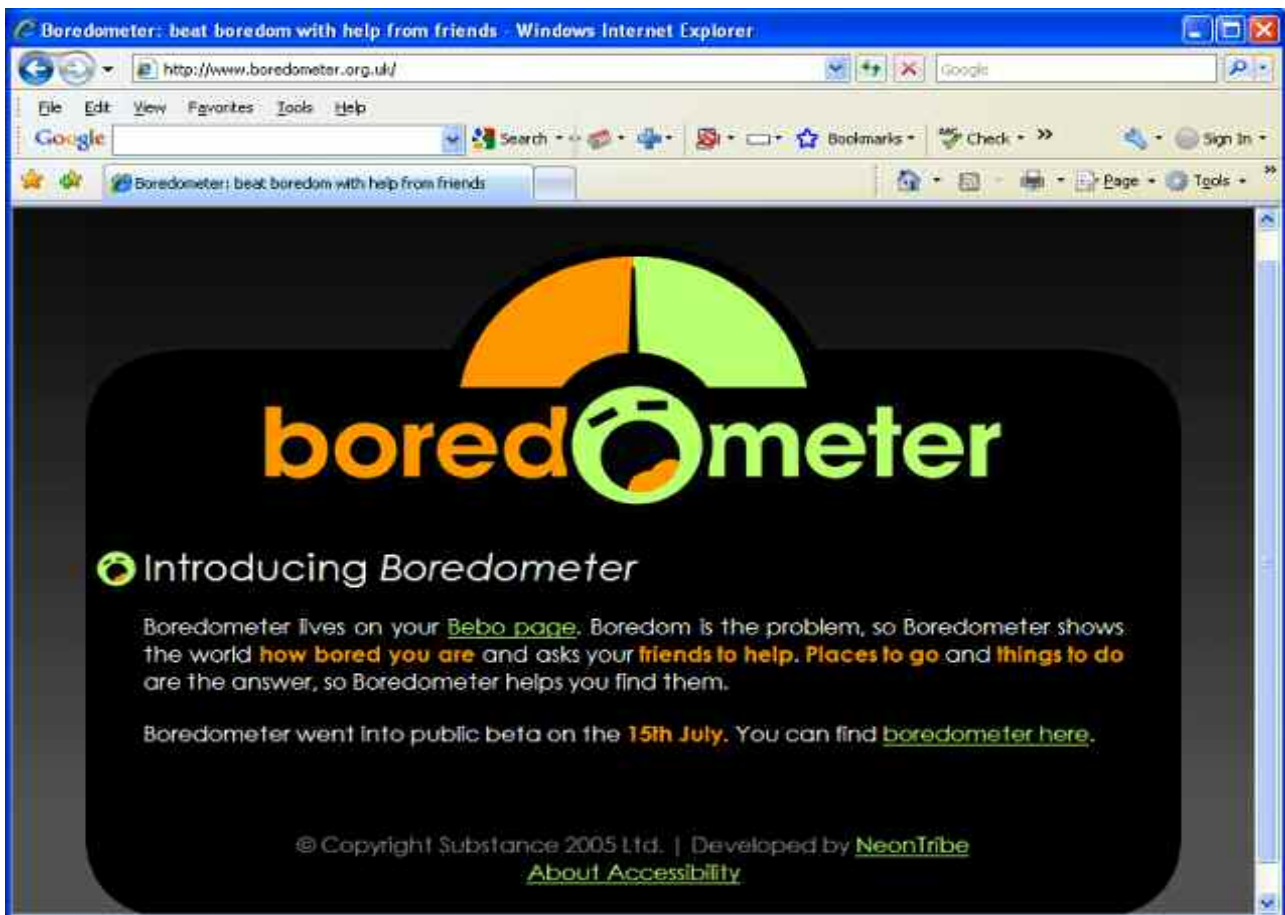 Boredometer: beat boredom with help from friends - Windows Internet Explorer
http://www.boredometer.org.uk/ Google
File Edit View Favorites Tools Help
Google Search Bookmarks Check Sign In
Boredometer: beat boredom with help from friends Page Tools
boredometer
Introducing Boredometer
Boredometer lives on your Bebo page. Boredom is the problem, so Boredometer shows
the world how bored you are and asks your friends to help. Places to go and things to do
are the answer, so Boredometer helps you find them.
Boredometer went into public beta on the 15th July. You can find boredometer here.
© Copyright Substance 2005 Ltd. | Developed by NeonTribe
About Accessibility